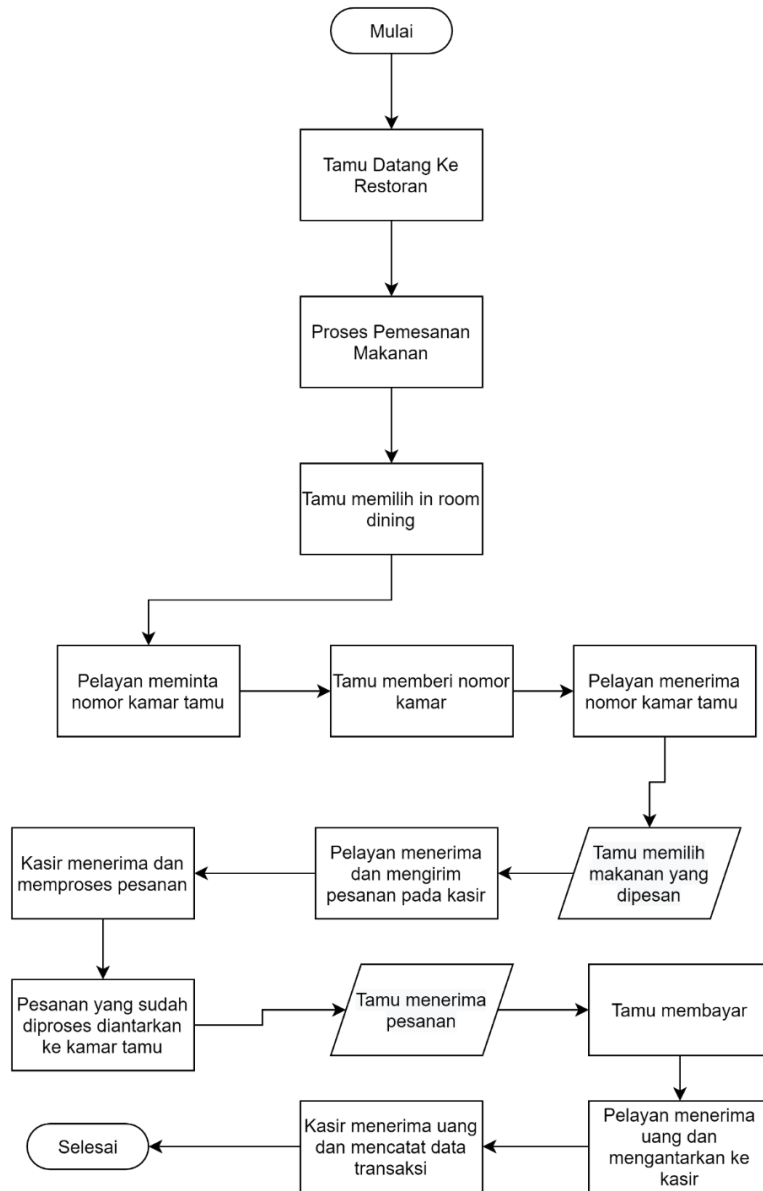 Mulai
Tamu Datang Ke
Restoran
Proses Pemesanan
Makanan
Tamu memilih in room
dining
Pelayan meminta
nomor kamar tamu
Tamu memberi nomor
kamar
Pelayan menerima
nomor kamar tamu
Tamu memilih
makanan yang
dipesan
Pelayan menerima
dan mengirim
pesanan pada kasir
Kasir menerima dan
memproses pesanan
Pesanan yang sudah
diproses diantarkan
ke kamar tamu
Tamu menerima
pesanan
Tamu membayar
Pelayan menerima
uang dan
mengantarkan ke
kasir
Kasir menerima uang
dan mencatat data
transaksi
Selesai